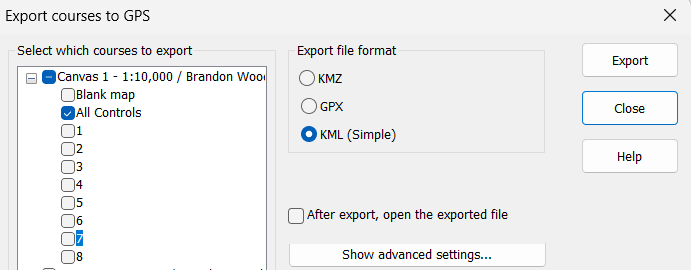 Export courses to GPS
Select which courses to export
Canvas 1 - 1:10,000 / Brandon Wood
Blank map
All Controls
1
2
3
4
5
6
7
8
Export file format
KMZ
GPX
KML (Simple)
After export, open the exported file
Show advanced settings...
Export
Close
Help